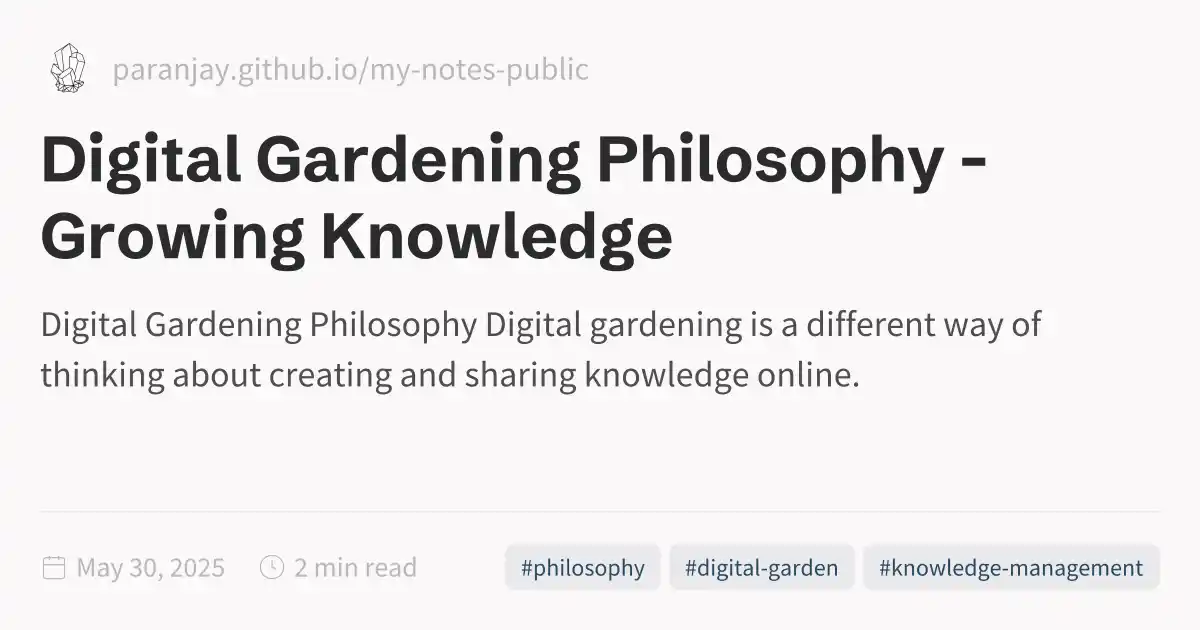 paranjay.github.io/my-notes-public
Digital Gardening Philosophy -
Growing Knowledge
Digital Gardening Philosophy Digital gardening is a different way of
thinking about creating and sharing knowledge online.
May 30, 2025 2 min read #philosophy #digital-garden #knowledge-management